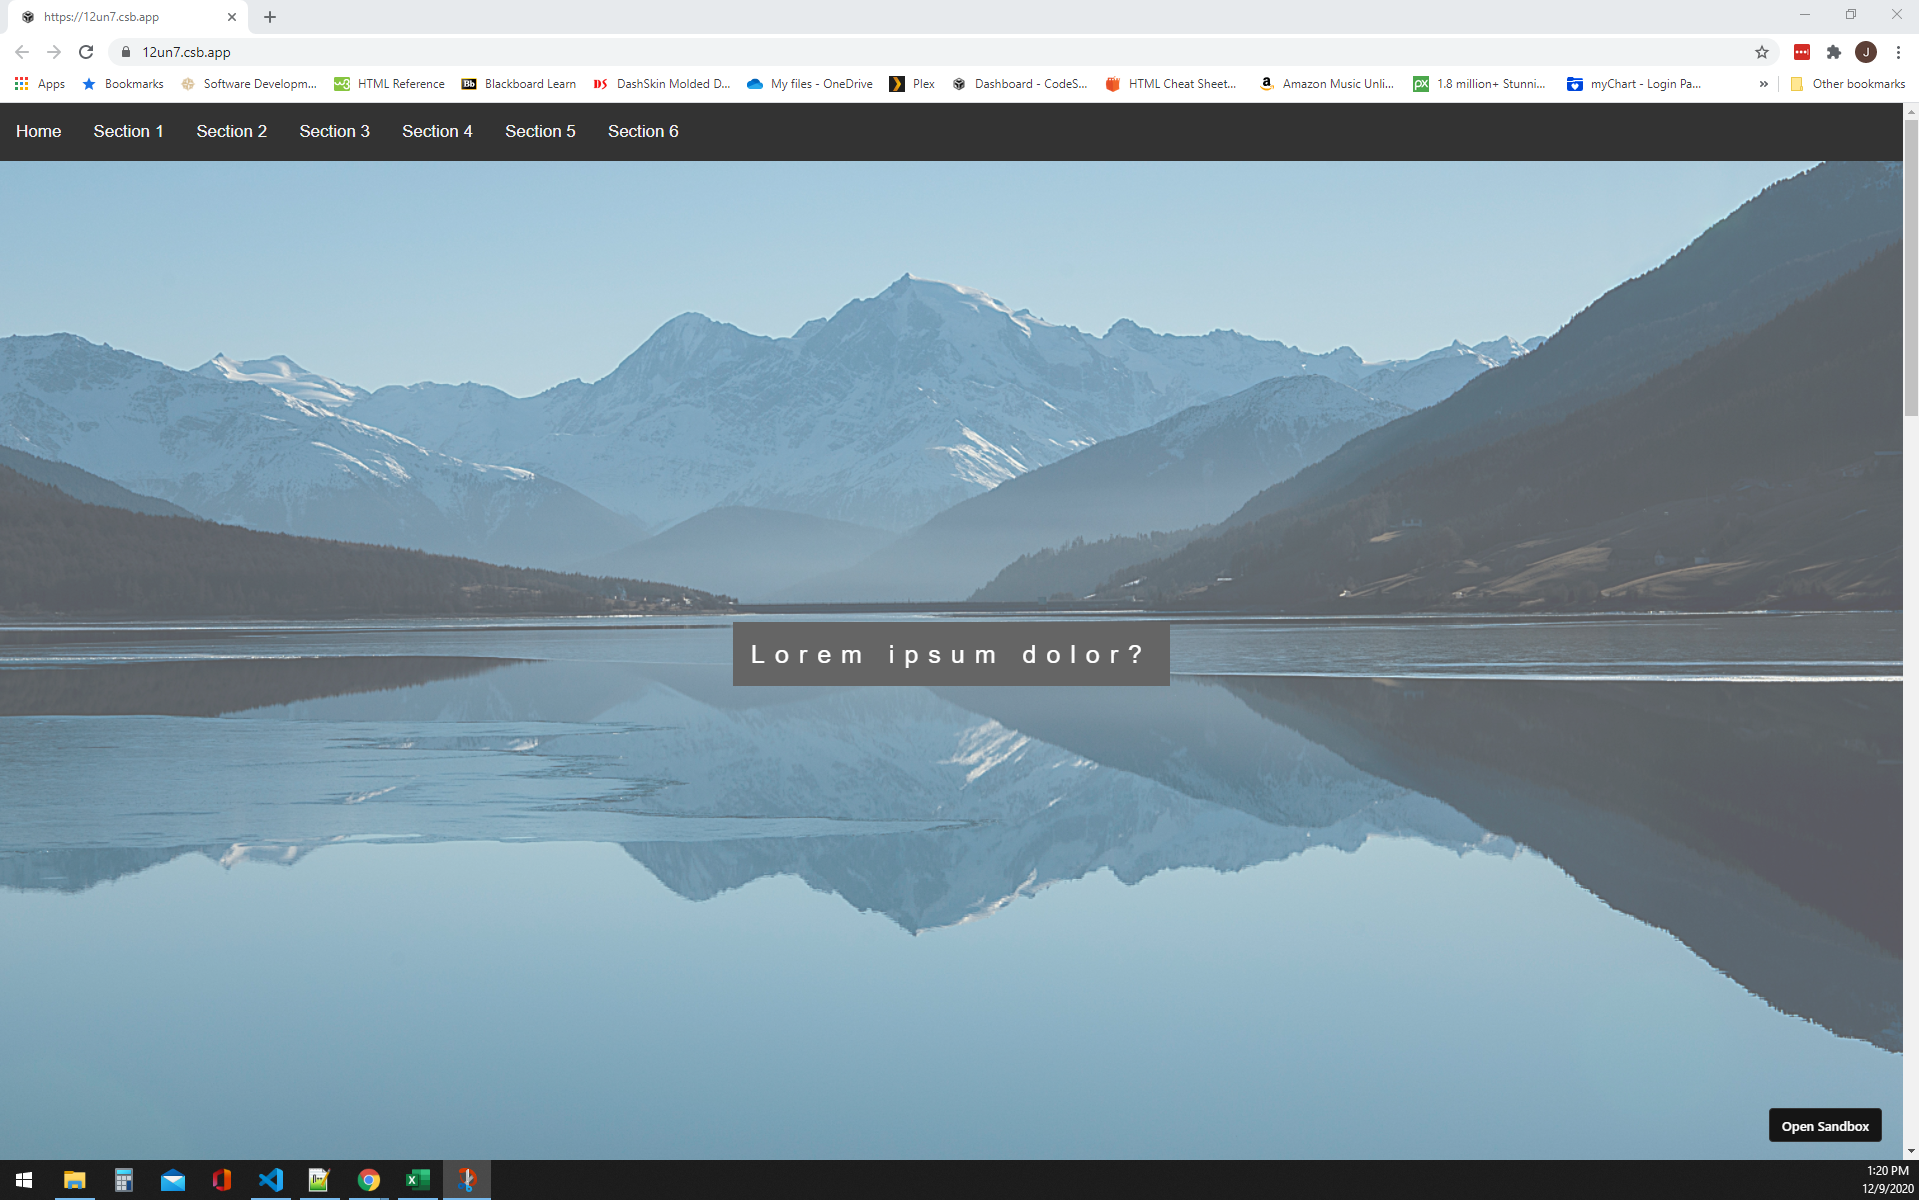 https://12un7.csb.app
12un7.csb.app
J
Apps Bookmarks Software Developm... HTML Reference Bb Blackboard Learn DS DashSkin Molded D... My files - OneDrive Plex Dashboard - CodeS... HTML Cheat Sheet... a Amazon Music Unli... px 1.8 million+ Stunni... myChart - Login Pa... » Other bookmarks
Home Section 1 Section 2 Section 3 Section 4 Section 5 Section 6
Lorem ipsum dolor?
Open Sandbox
1:20 PM
12/9/2020